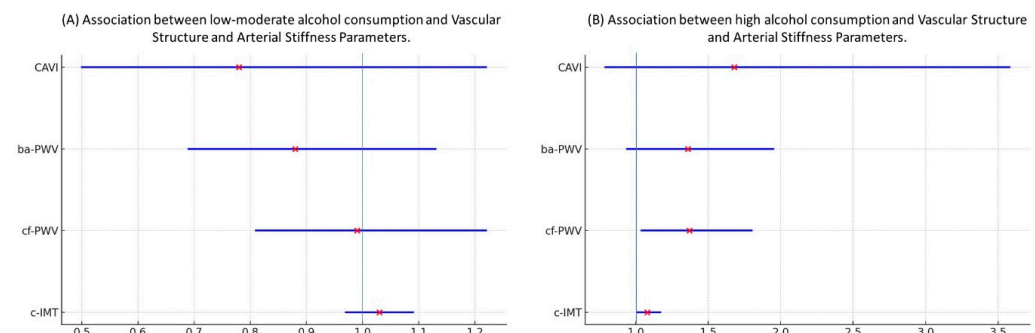 (A) Association between low-moderate alcohol consumption and Vascular
Structure and Arterial Stiffness Parameters.
CAVI
ba-PWV
cf-PWV
c-IMT
0.5 0.6 0.7 0.8 0.9 1.0 1.1 1.2
(B) Association between high alcohol consumption and Vascular Structure
and Arterial Stiffness Parameters.
CAVI
ba-PWV
cf-PWV
c-IMT
1.0 1.5 2.0 2.5 3.0 3.5